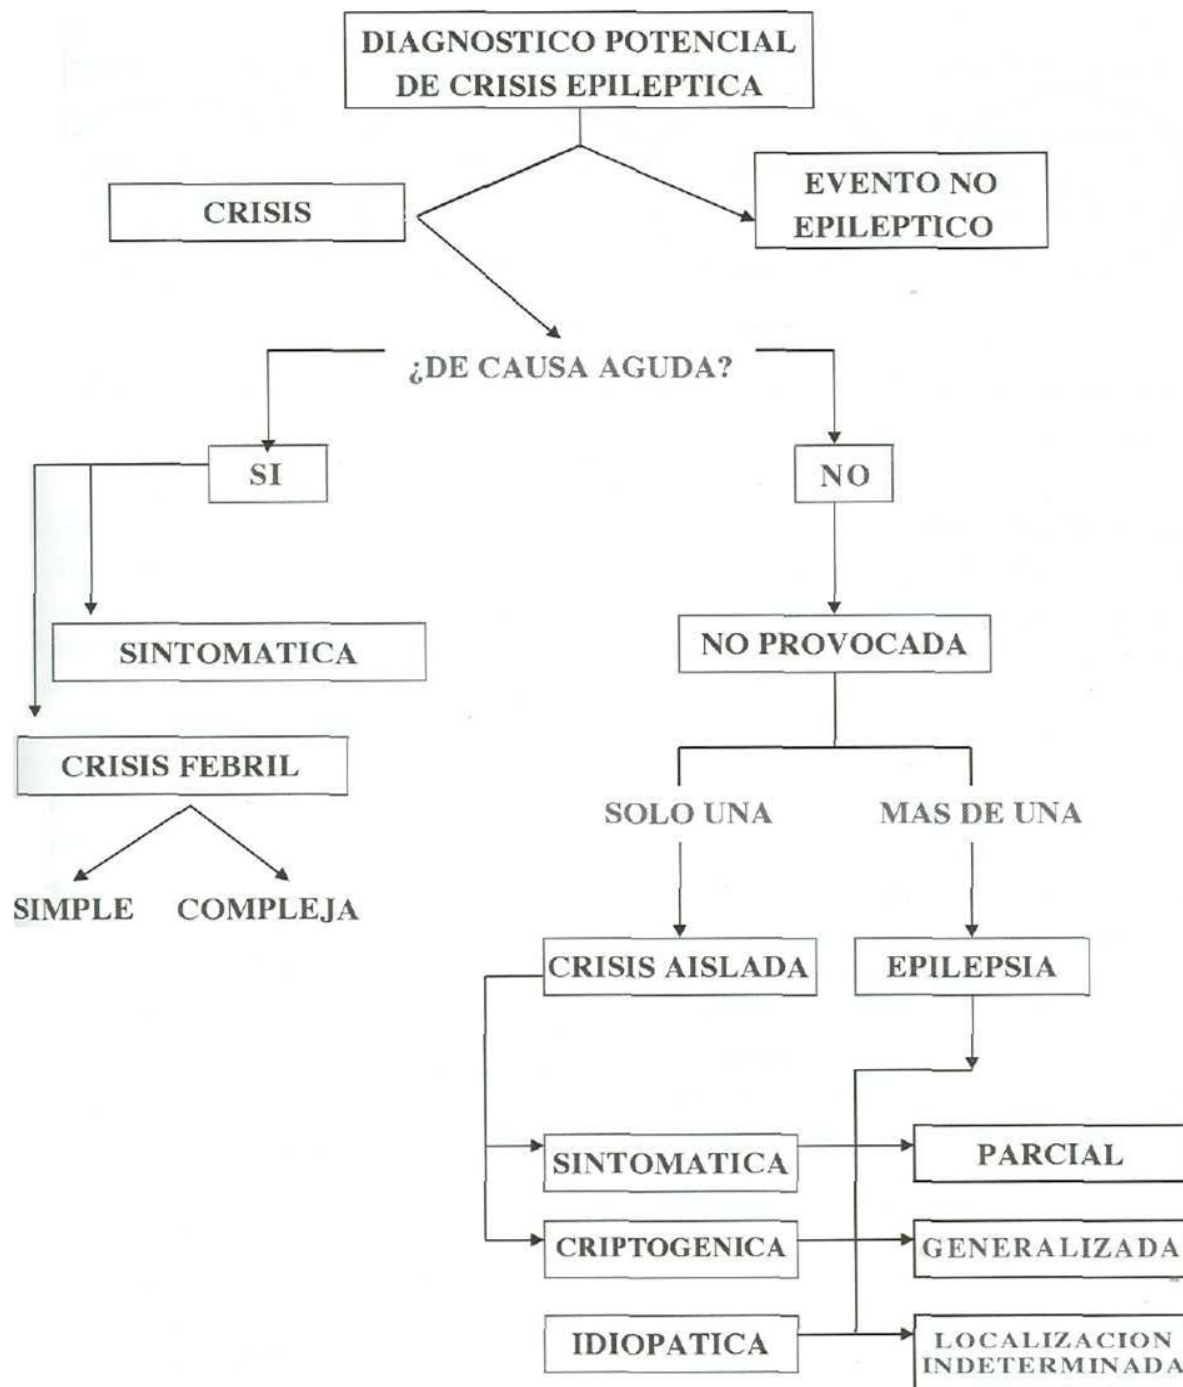 DIAGNOSTICO POTENCIAL
DE CRISIS EPILEPTICA
CRISIS
EVENTO NO
EPILEPTICO
¿DE CAUSA AGUDA?
SI
NO
SINTOMATICA
NO PROVOCADA
CRISIS FEBRIL
SOLO UNA
MAS DE UNA
SIMPLE
COMPLEJA
CRISIS AISLADA
EPILEPSIA
SINTOMATICA
PARCIAL
CRIPTOGENICA
GENERALIZADA
IDIOPATICA
LOCALIZACION
INDETERMINADA